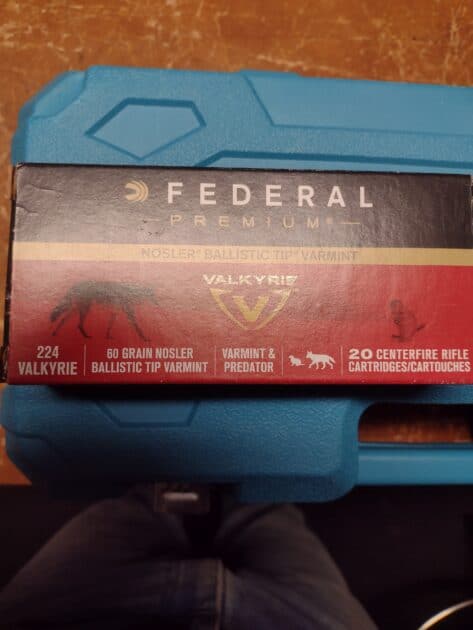 FEDERAL
PREMIUM®
NOSLER® BALLISTIC TIP® VARMINT
VALKYRIE
V
224
VALKYRIE
60 GRAIN NOSLER
BALLISTIC TIP VARMINT
VARMINT &
PREDATOR
20 CENTERFIRE RIFLE
CARTRIDGES/CARTOUCHES